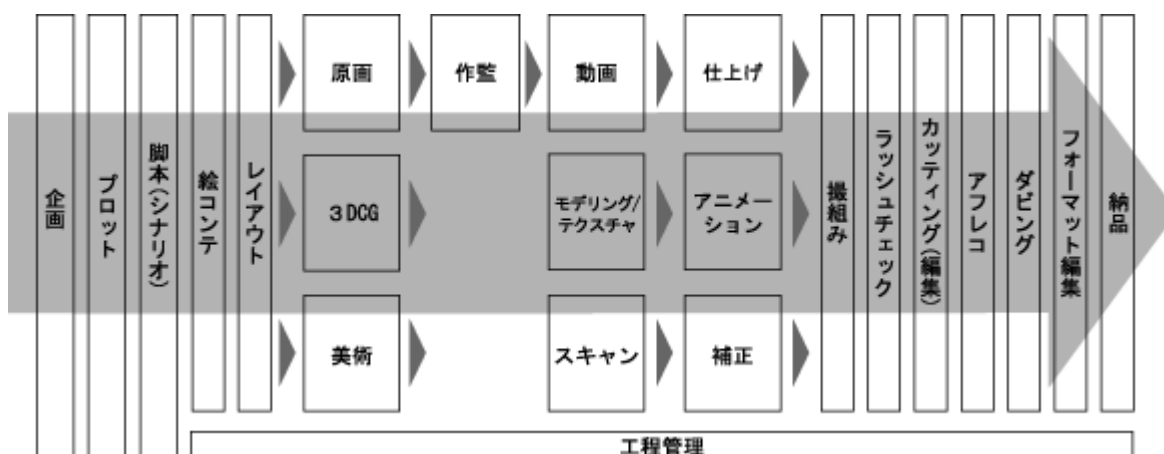 企画
プロット
脚本(シナリオ)
絵コンテ
レイアウト
原画
作監
動画
仕上げ
3DCG
モデリング/
テクスチャ
アニメー
ション
美術
スキャン
補正
撮組み
ラッシュチェック
カッティング(編集)
アフレコ
ダビング
フォーマット編集
納品
工程管理